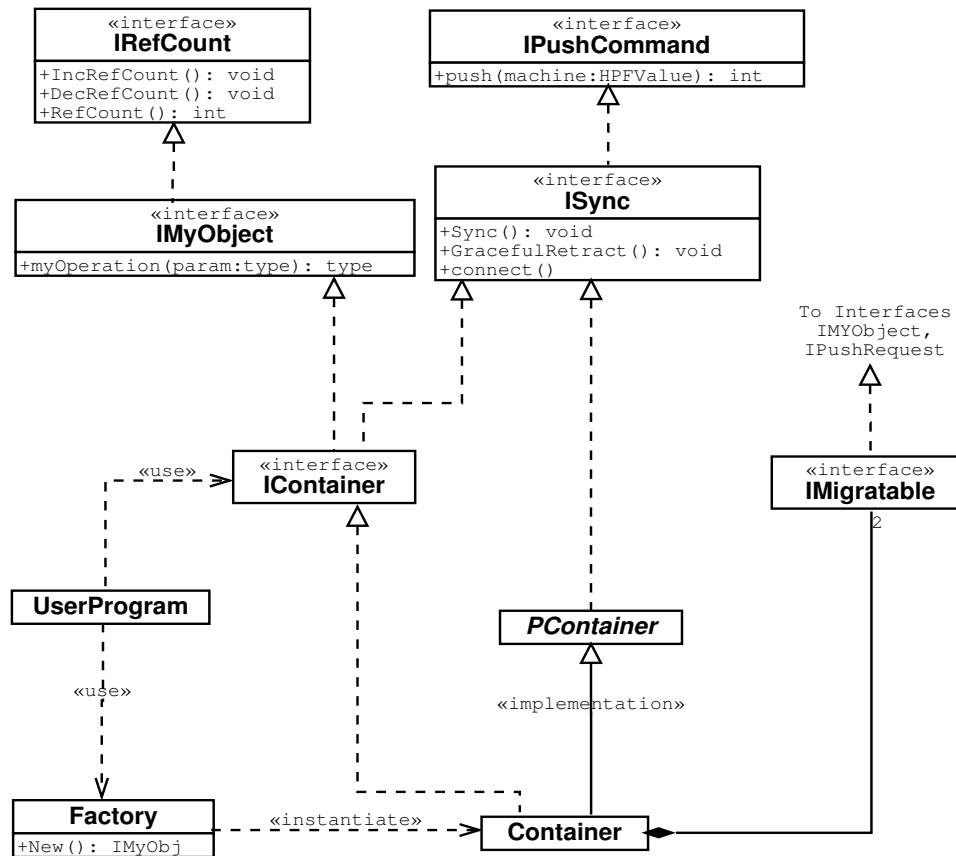 «interface»
IRefCount
+IncRefCount(): void
+DecRefCount(): void
+RefCount(): int
«interface»
IPushCommand
+push(machine:HPFValue): int
«interface»
IMyObject
+myOperation(param:type): type
«interface»
ISync
+Sync(): void
+GracefulRetract(): void
+connect()
To Interfaces
IMYObject,
IPushRequest
«use»
«interface»
IContainer
«interface»
IMigratable
2
UserProgram
PContainer
«use»
«implementation»
Factory
+New(): IMyObj
«instantiate»
Container